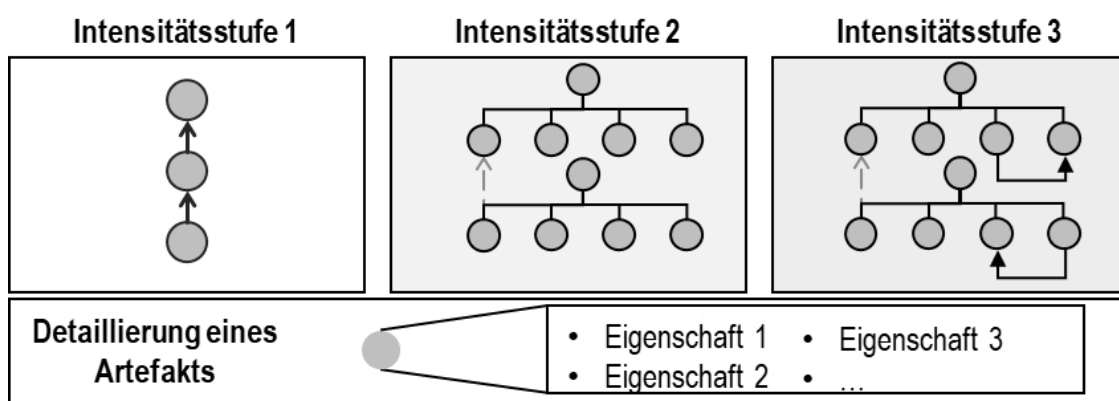 Intensitätsstufe 1
Intensitätsstufe 2
Intensitätsstufe 3
Detaillierung eines
Artefakts
• Eigenschaft 1
• Eigenschaft 2
• Eigenschaft 3
• ...